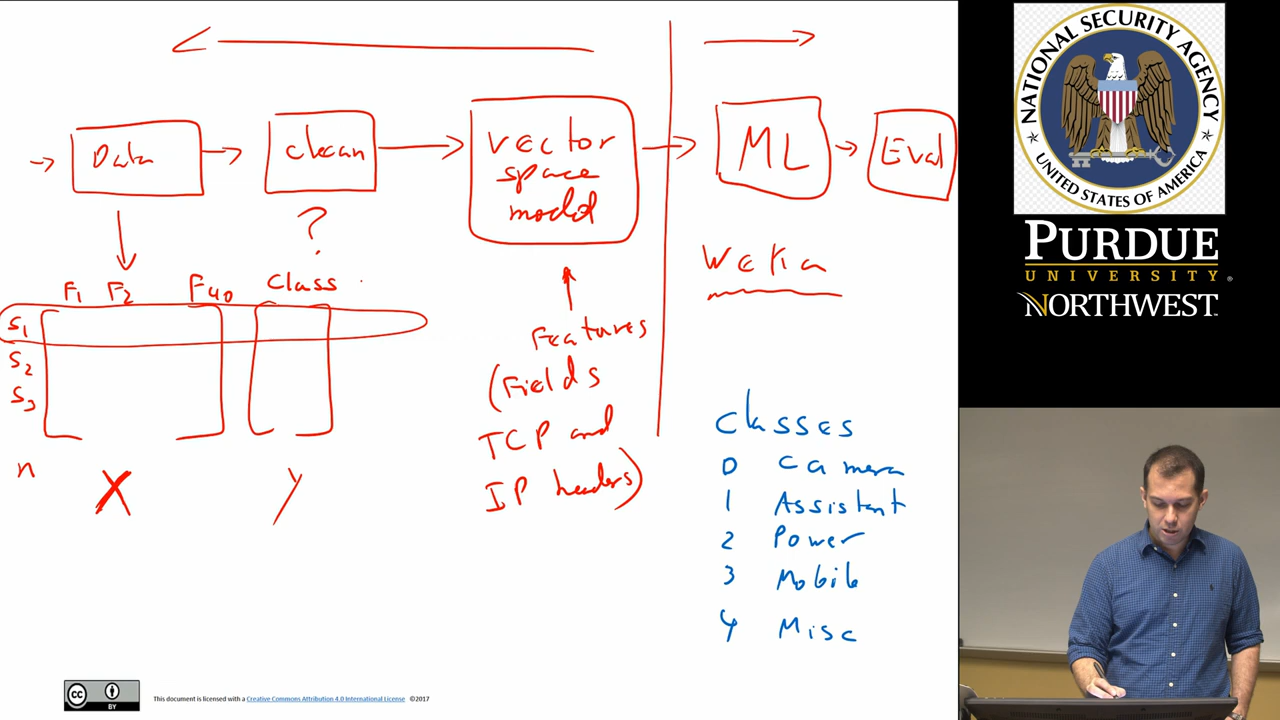 Data
clean
vector
space
model
ML
Eval
?
F1 F2 F40 class
S1
S2
S3
n
X
y
Features
(Fields
TCP and
IP headers)
Weka
classes
0 camera
1 Assistant
2 Power
3 Mobile
4 Misc
NATIONAL SECURITY AGENCY
UNITED STATES OF AMERICA
PURDUE
UNIVERSITY
NORTHWEST
cc
BY
This document is licensed with a Creative Commons Attribution 4.0 International License ©2017